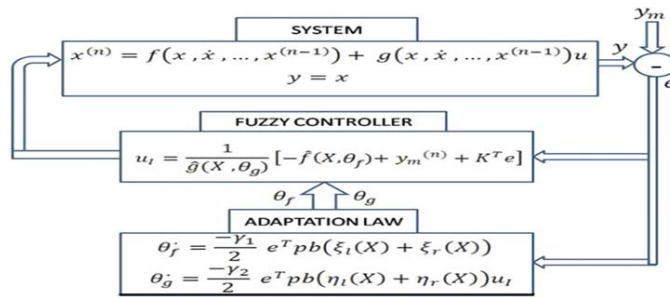 SYSTEM
y_m
x^(n) = f(x, ẋ, ..., x^(n−1)) + g(x, ẋ, ..., x^(n−1))u
y = x
y
-
e
FUZZY CONTROLLER
u_I = 1/ĝ(X, θ_g) [−f̂(X, θ_f) + y_m^(n) + K^T e]
θ_f θ_g
ADAPTATION LAW
θ̇_f = −γ_1/2 e^T pb(ξ_l(X) + ξ_r(X))
θ̇_g = −γ_2/2 e^T pb(η_l(X) + η_r(X))u_I